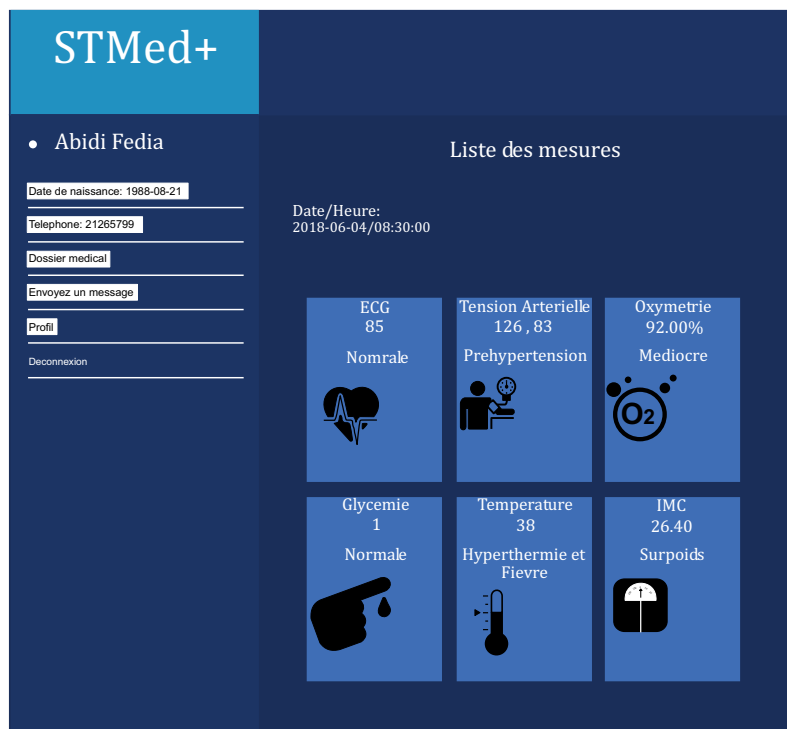 STMed+
Abidi Fedia
Date de naissance: 1988-08-21
Telephone: 21265799
Dossier medical
Envoyez un message
Profil
Deconnexion
Liste des mesures
Date/Heure:
2018-06-04/08:30:00
ECG
85
Nomrale
Tension Arterielle
126 , 83
Prehypertension
Oxymetrie
92.00%
Mediocre
O2
Glycemie
1
Normale
Temperature
38
Hyperthermie et
Fievre
IMC
26.40
Surpoids